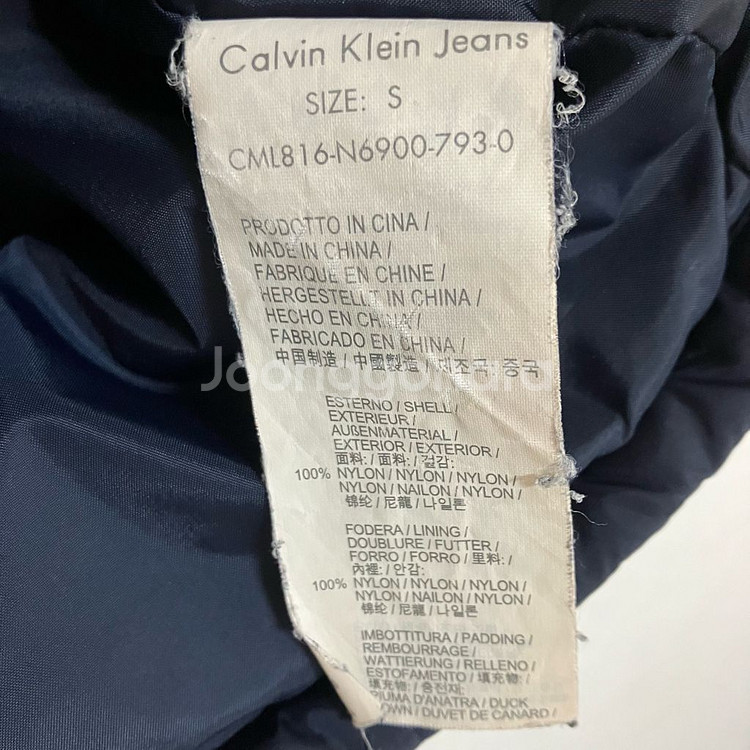 Calvin Klein Jeans
SIZE: S
CML816-N6900-793-0
PRODOTTO IN CINA /
MADE IN CHINA /
FABRIQUE EN CHINE /
HERGESTELLT IN CHINA /
HECHO EN CHINA /
FABRICADO EN CHINA /
中国制造 / 中國製造 / 제조국:중국
Joonggonara
ESTERNO / SHELL /
EXTERIEUR /
AUßENMATERIAL /
EXTERIOR / EXTERIOR /
面料: / 面料: / 겉감:
100% NYLON / NYLON / NYLON /
NYLON / NAILON / NYLON /
锦纶 / 尼龍 / 나일론
FODERA / LINING /
DOUBLURE / FUTTER /
FORRO / FORRO / 里料: /
內裡: / 안감:
100% NYLON / NYLON / NYLON /
NYLON / NAILON / NYLON /
锦纶 / 尼龍 / 나일론
IMBOTTITURA / PADDING /
REMBOURRAGE /
WATTIERUNG / RELLENO /
ESTOFAMENTO / 填充物: /
填充物: / 충전재:
PIUMA D'ANATRA / DUCK
DOWN / DUVET DE CANARD /